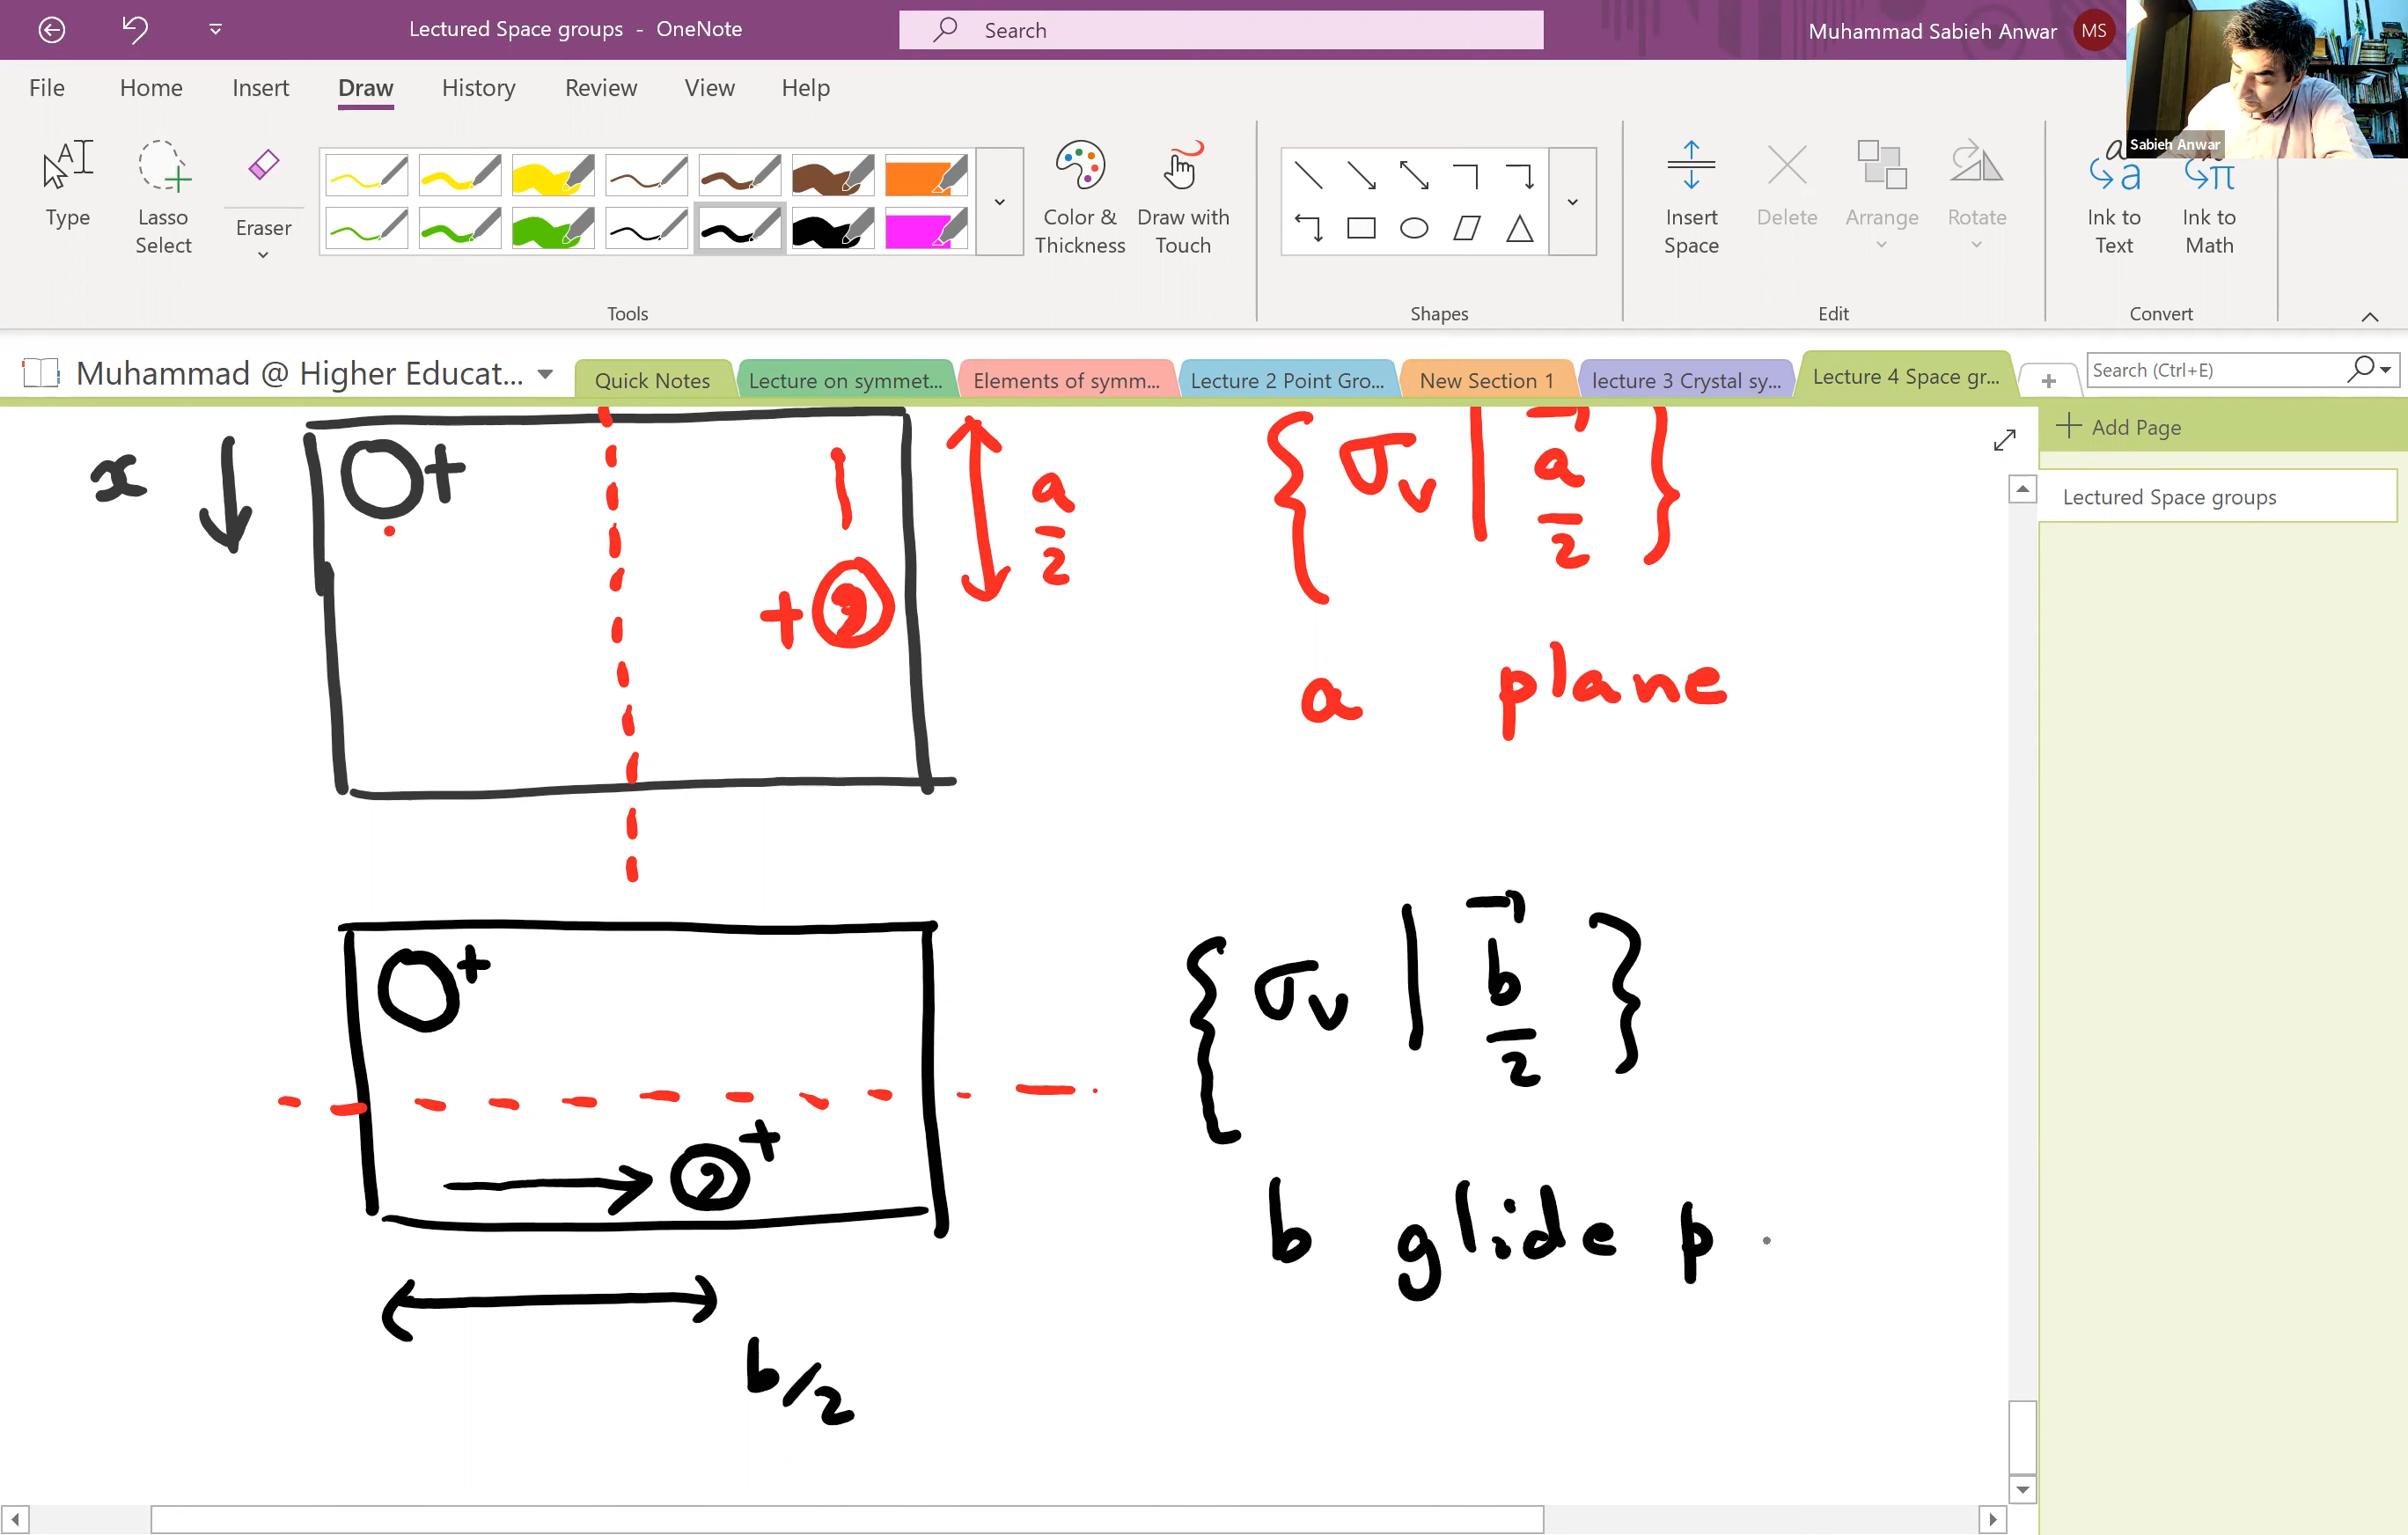 Lectured Space groups - OneNote
Search
Muhammad Sabieh Anwar
MS
Sabieh Anwar
File Home Insert Draw History Review View Help
Type
Lasso Select
Eraser
Color & Thickness
Draw with Touch
Insert Space
Delete
Arrange
Rotate
Ink to Text
Ink to Math
Tools
Shapes
Edit
Convert
Muhammad @ Higher Educat...
Quick Notes
Lecture on symmet...
Elements of symm...
Lecture 2 Point Gro...
New Section 1
lecture 3 Crystal sy...
Lecture 4 Space gr...
Search (Ctrl+E)
Add Page
Lectured Space groups
x
+
+
a/2
{ σv | a/2 }
a plane
+
+
b/2
{ σv | b⃗/2 }
b glide p